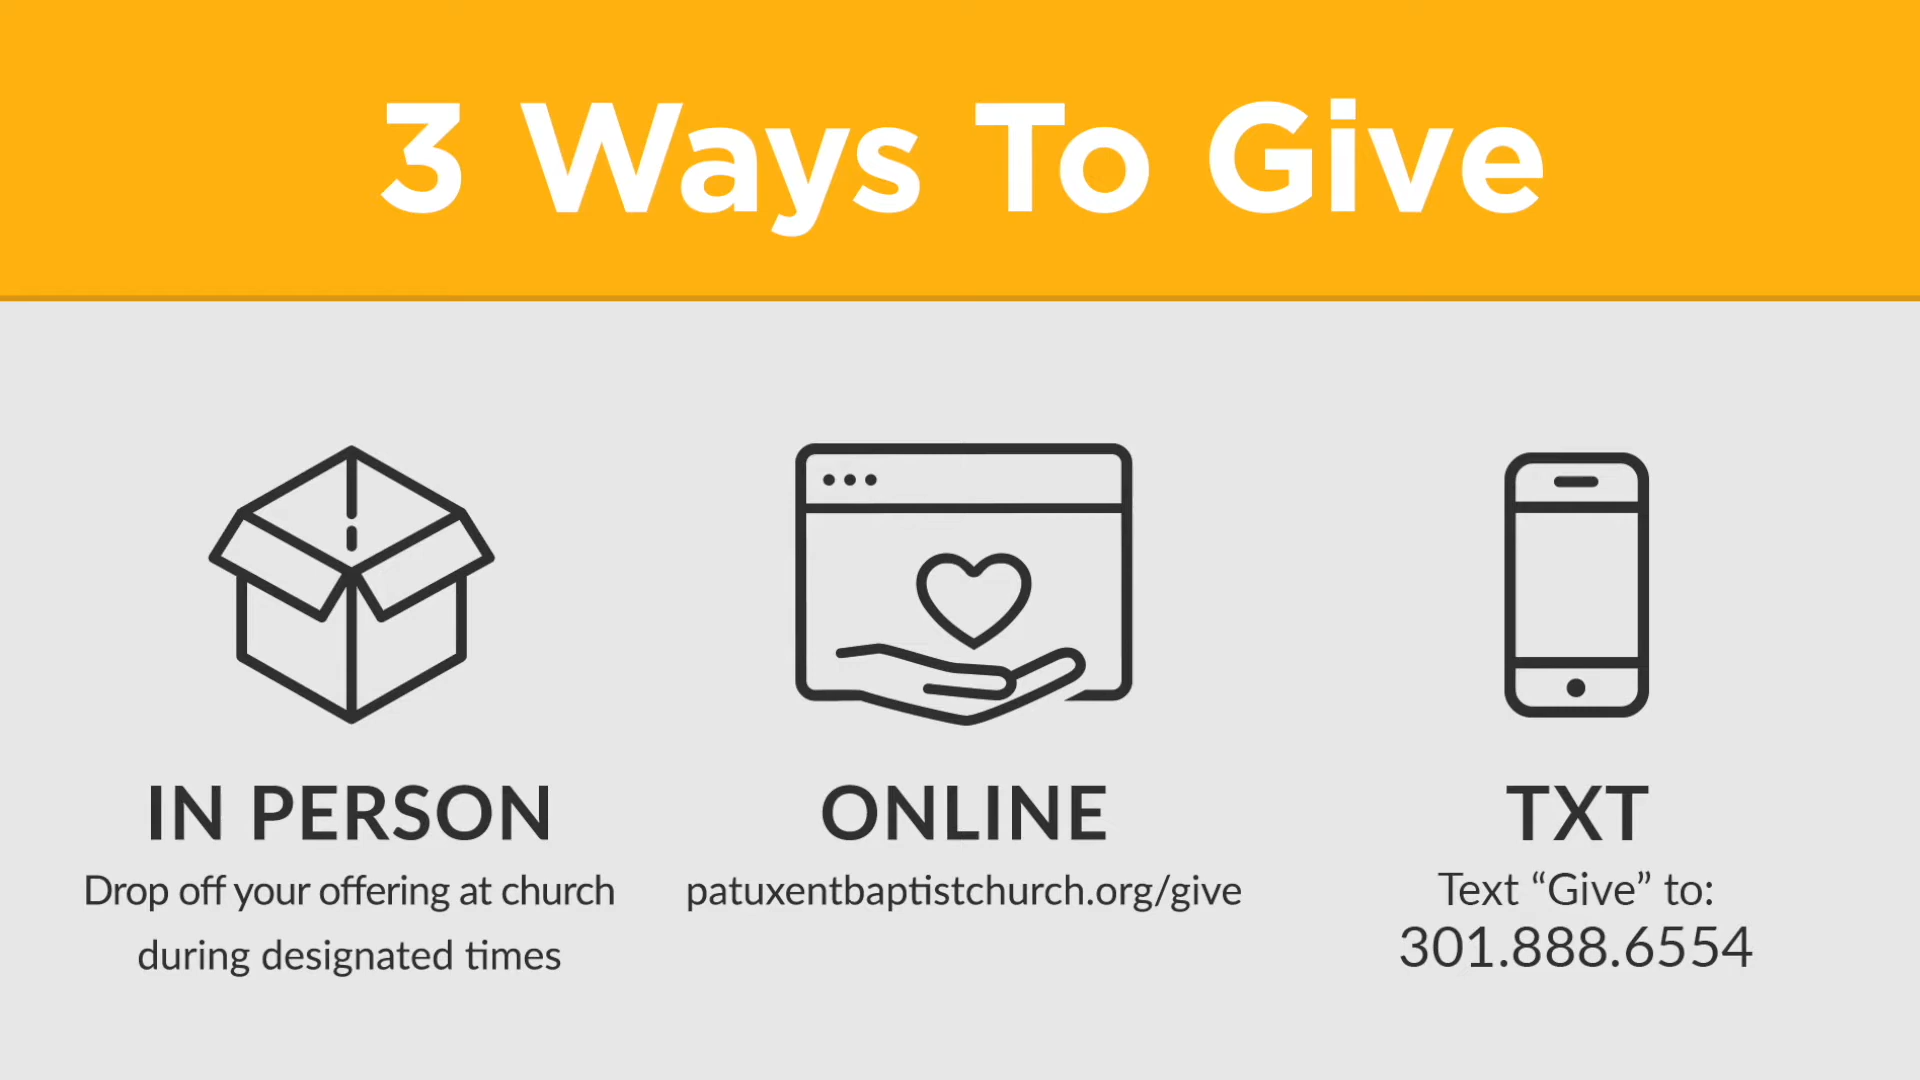 3 Ways To Give
IN PERSON
Drop off your offering at church
during designated times
ONLINE
patuxentbaptistchurch.org/give
TXT
Text “Give” to:
301.888.6554